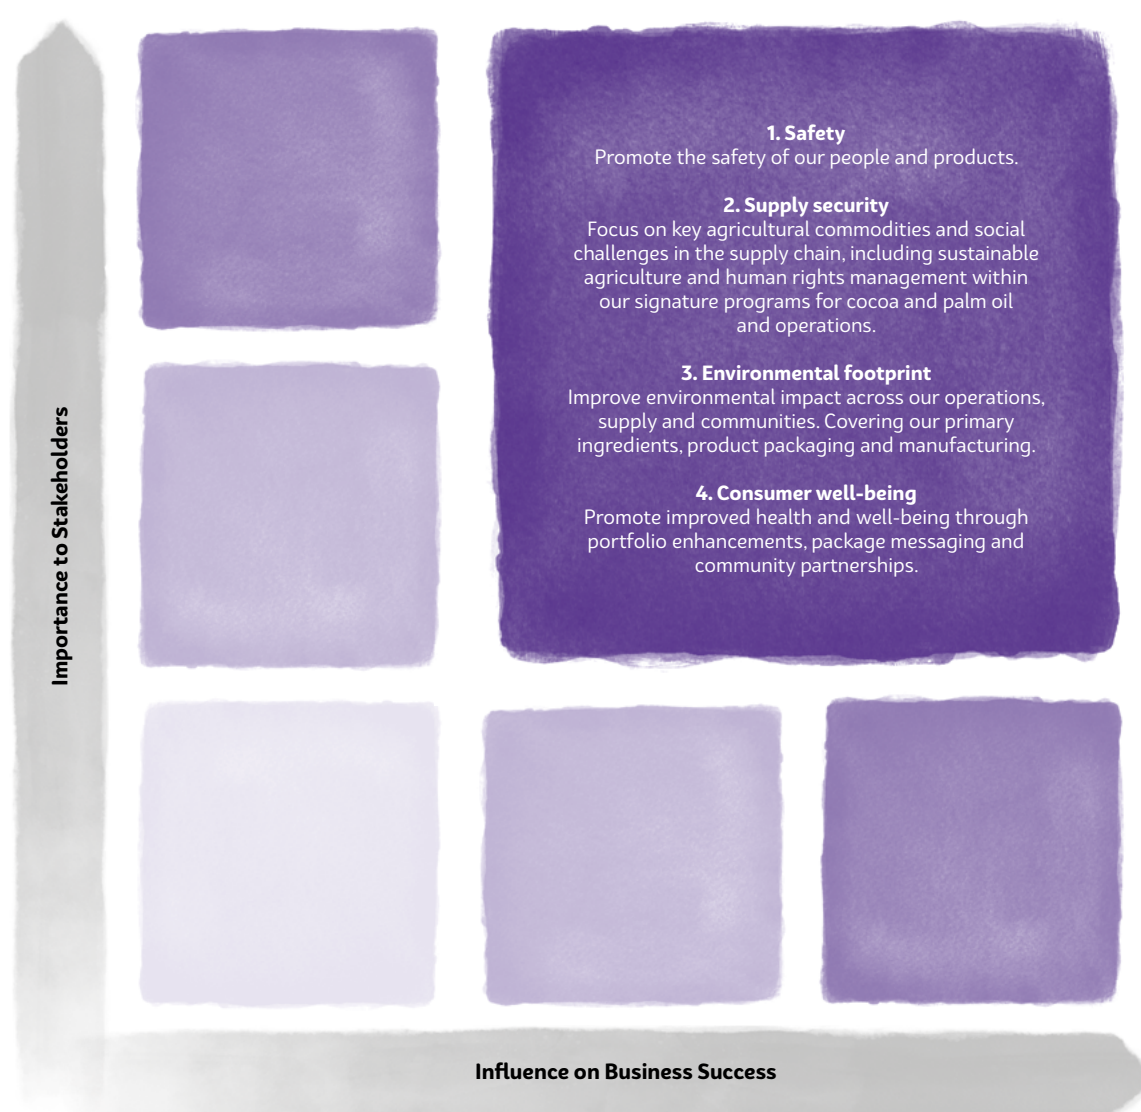 1. Safety
Promote the safety of our people and products.
2. Supply security
Focus on key agricultural commodities and social
challenges in the supply chain, including sustainable
agriculture and human rights management within
our signature programs for cocoa and palm oil
and operations.
3. Environmental footprint
Improve environmental impact across our operations,
supply and communities. Covering our primary
ingredients, product packaging and manufacturing.
4. Consumer well-being
Promote improved health and well-being through
portfolio enhancements, package messaging and
community partnerships.
Importance to Stakeholders
Influence on Business Success